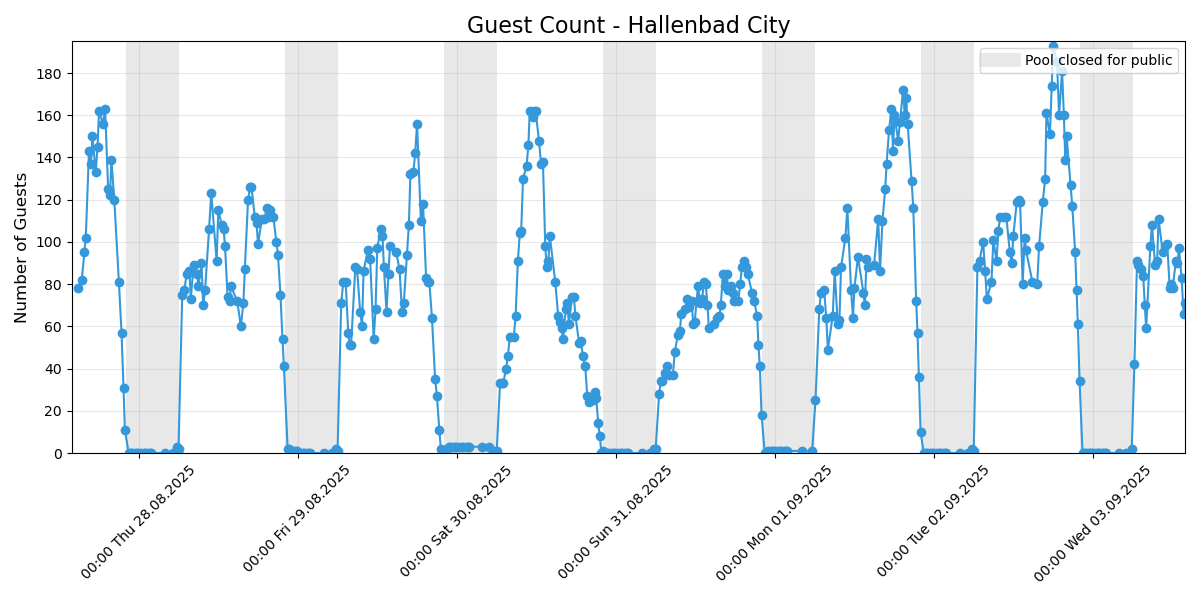 Guest Count - Hallenbad City
Pool closed for public
Number of Guests
180
160
140
120
100
80
60
40
20
0
00:00 Thu 28.08.2025
00:00 Fri 29.08.2025
00:00 Sat 30.08.2025
00:00 Sun 31.08.2025
00:00 Mon 01.09.2025
00:00 Tue 02.09.2025
00:00 Wed 03.09.2025